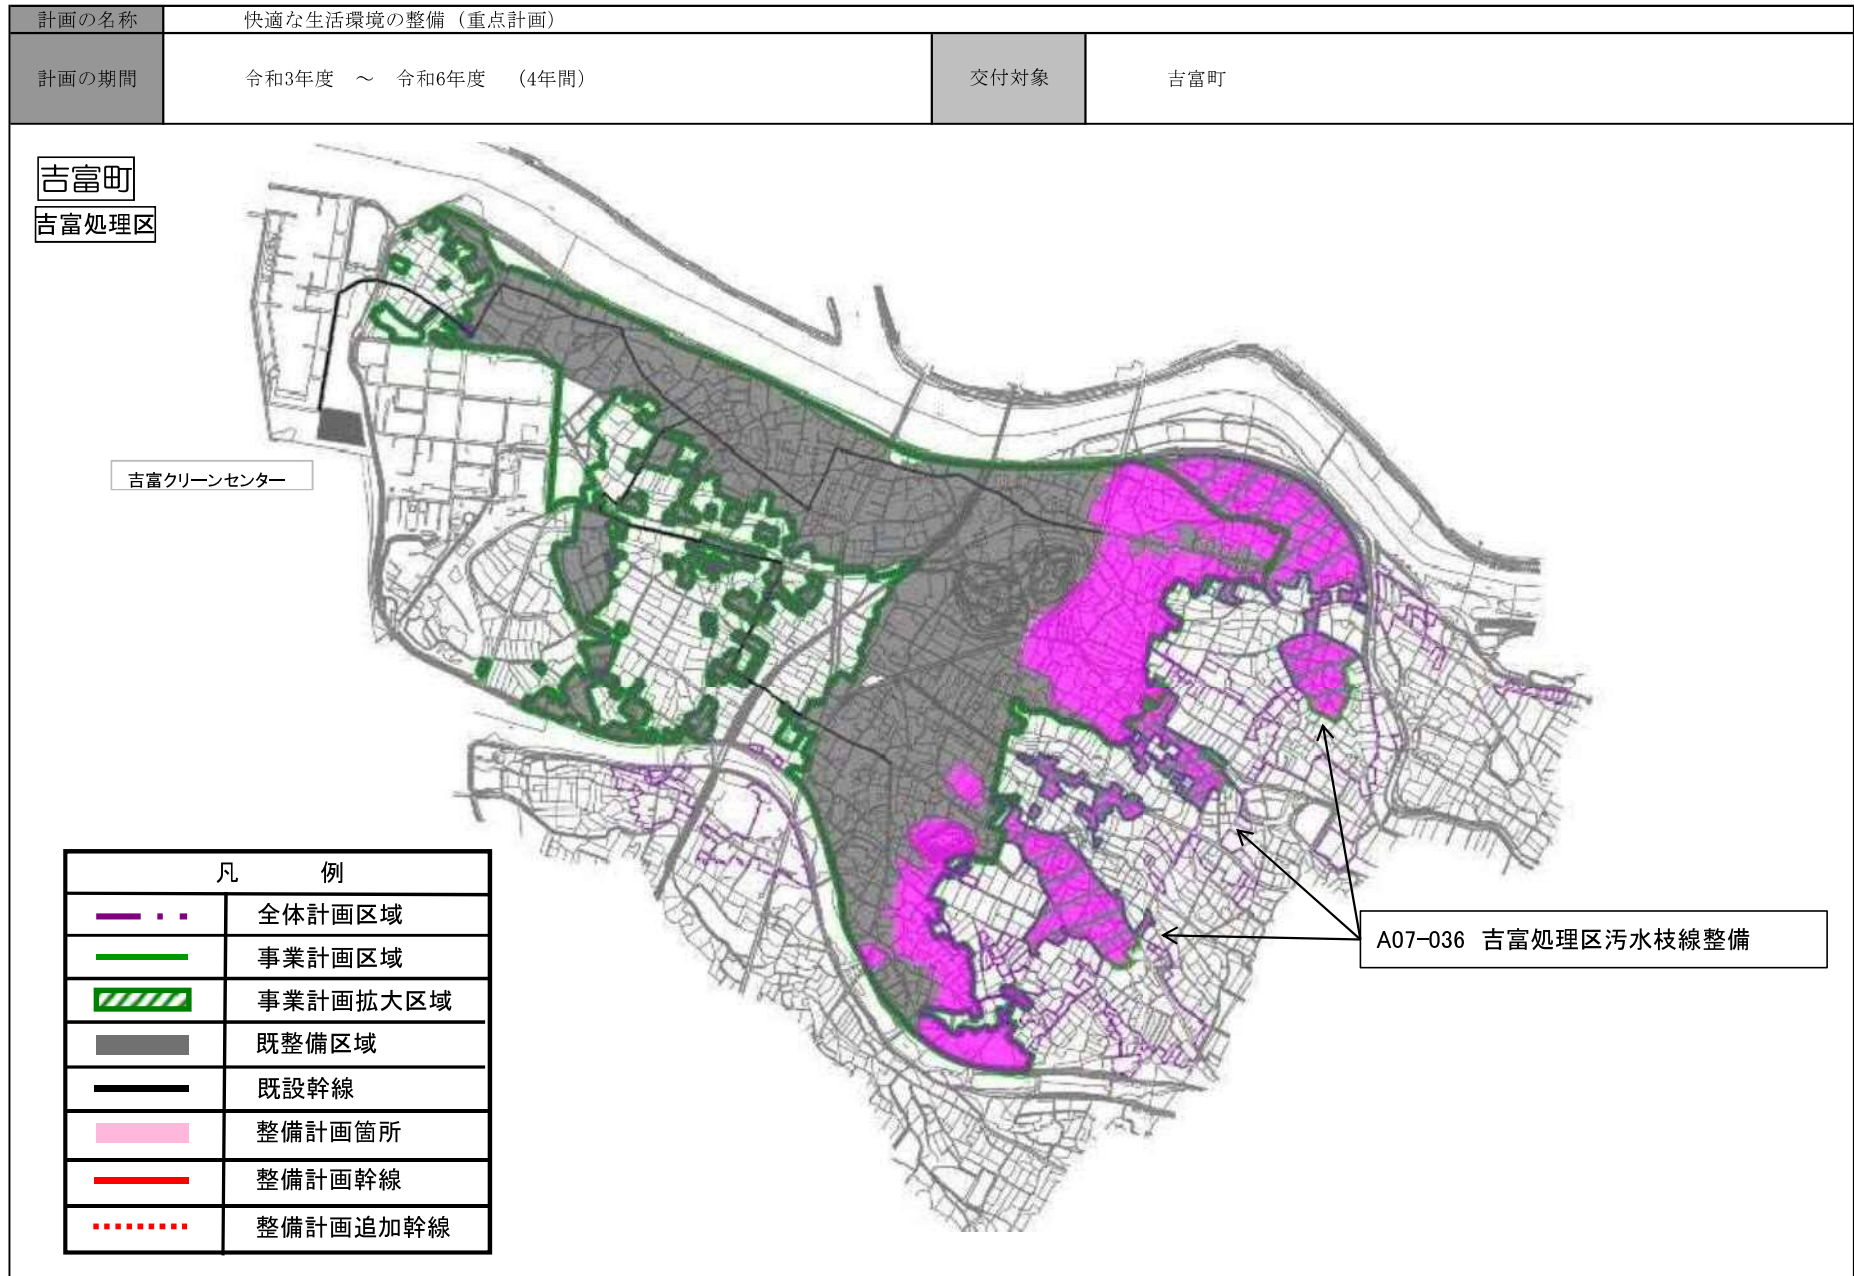 計画の名称 快適な生活環境の整備（重点計画）
計画の期間 令和3年度 ～ 令和6年度 （4年間） 交付対象 吉富町
吉富町
吉富処理区
吉富クリーンセンター
凡 例
全体計画区域
事業計画区域
事業計画拡大区域
既整備区域
既設幹線
整備計画箇所
整備計画幹線
整備計画追加幹線
A07-036 吉富処理区汚水枝線整備